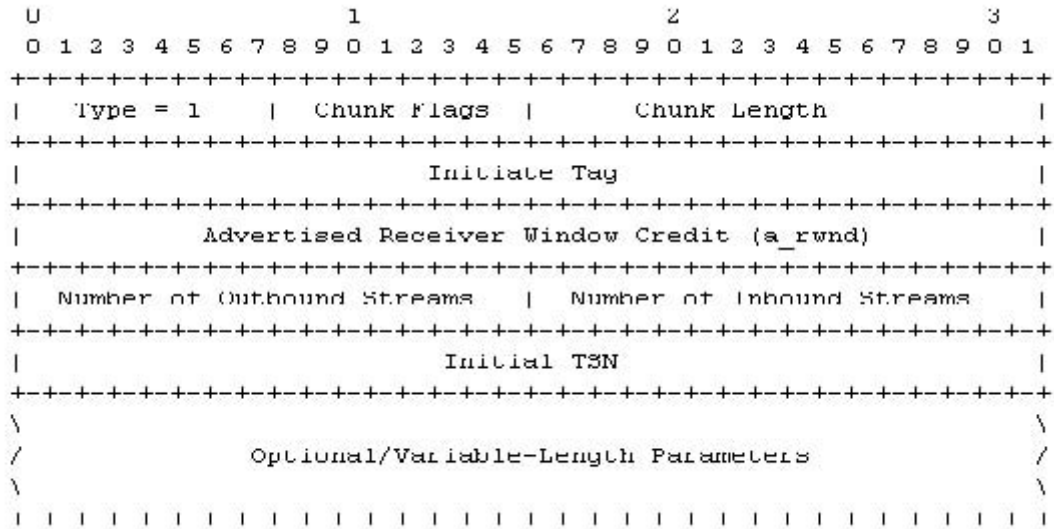 0                   1                   2                   3
 0 1 2 3 4 5 6 7 8 9 0 1 2 3 4 5 6 7 8 9 0 1 2 3 4 5 6 7 8 9 0 1
+-+-+-+-+-+-+-+-+-+-+-+-+-+-+-+-+-+-+-+-+-+-+-+-+-+-+-+-+-+-+-+-+
|   Type = 1    |  Chunk Flags  |      Chunk Length             |
+-+-+-+-+-+-+-+-+-+-+-+-+-+-+-+-+-+-+-+-+-+-+-+-+-+-+-+-+-+-+-+-+
|                         Initiate Tag                          |
+-+-+-+-+-+-+-+-+-+-+-+-+-+-+-+-+-+-+-+-+-+-+-+-+-+-+-+-+-+-+-+-+
|           Advertised Receiver Window Credit (a_rwnd)          |
+-+-+-+-+-+-+-+-+-+-+-+-+-+-+-+-+-+-+-+-+-+-+-+-+-+-+-+-+-+-+-+-+
|  Number of Outbound Streams   |  Number of Inbound Streams    |
+-+-+-+-+-+-+-+-+-+-+-+-+-+-+-+-+-+-+-+-+-+-+-+-+-+-+-+-+-+-+-+-+
|                          Initial TSN                          |
+-+-+-+-+-+-+-+-+-+-+-+-+-+-+-+-+-+-+-+-+-+-+-+-+-+-+-+-+-+-+-+-+
\                                                               \
/              Optional/Variable-Length Parameters              /
\                                                               \